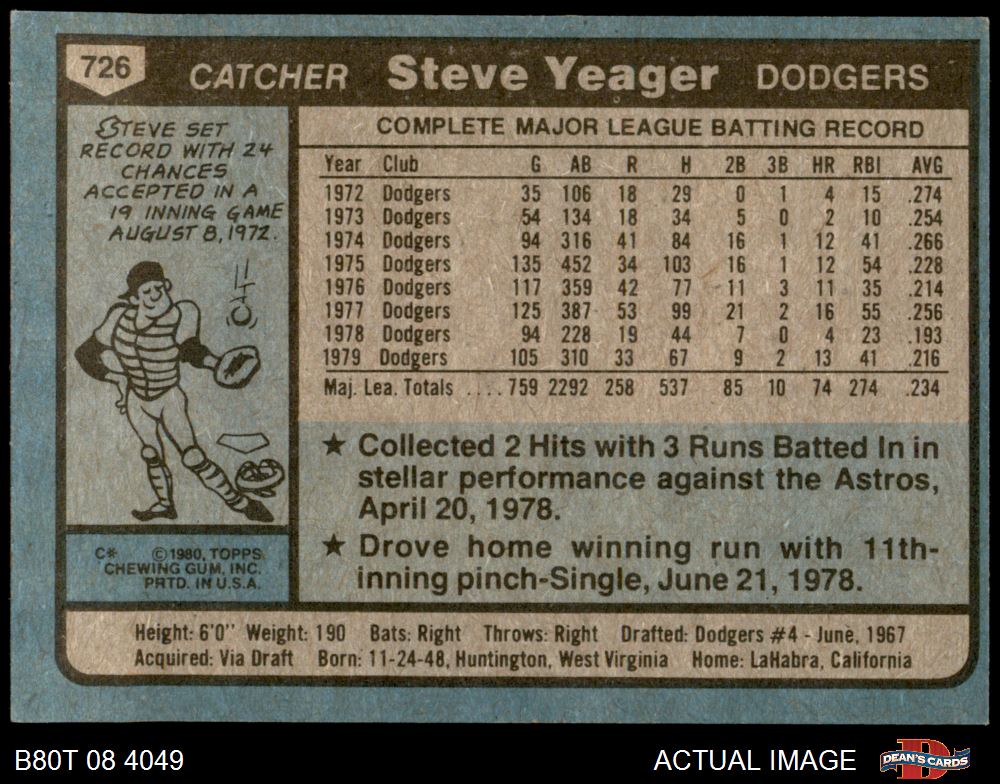 726 CATCHER Steve Yeager DODGERS
STEVE SET
RECORD WITH 24
CHANCES
ACCEPTED IN A
19 INNING GAME
AUGUST 8, 1972.
C* ©1980, TOPPS
CHEWING GUM, INC.
PRTD. IN U.S.A.
COMPLETE MAJOR LEAGUE BATTING RECORD
Year Club G AB R H 2B 3B HR RBI AVG
1972 Dodgers 35 106 18 29 0 1 4 15 .274
1973 Dodgers 54 134 18 34 5 0 2 10 .254
1974 Dodgers 94 316 41 84 16 1 12 41 .266
1975 Dodgers 135 452 34 103 16 1 12 54 .228
1976 Dodgers 117 359 42 77 11 3 11 35 .214
1977 Dodgers 125 387 53 99 21 2 16 55 .256
1978 Dodgers 94 228 19 44 7 0 4 23 .193
1979 Dodgers 105 310 33 67 9 2 13 41 .216
Maj. Lea. Totals .... 759 2292 258 537 85 10 74 274 .234
★ Collected 2 Hits with 3 Runs Batted In in
stellar performance against the Astros,
April 20, 1978.
★ Drove home winning run with 11th-
inning pinch-Single, June 21, 1978.
Height: 6'0" Weight: 190 Bats: Right Throws: Right Drafted: Dodgers #4 - June, 1967
Acquired: Via Draft Born: 11-24-48, Huntington, West Virginia Home: LaHabra, California
B80T 08 4049 ACTUAL IMAGE DEAN'S CARDS